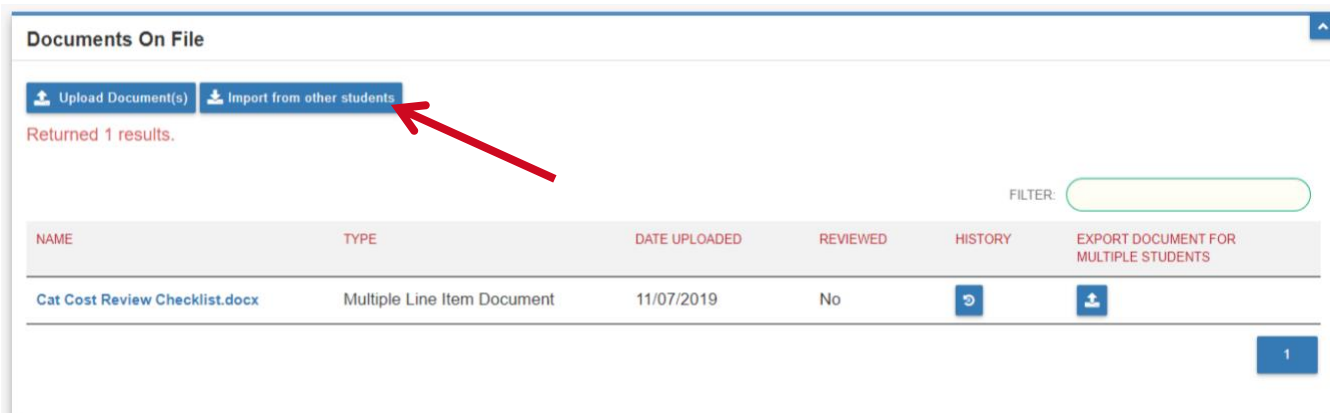 Documents On File
Upload Document(s) Import from other students
Returned 1 results.
FILTER:
NAME TYPE DATE UPLOADED REVIEWED HISTORY EXPORT DOCUMENT FOR
MULTIPLE STUDENTS
Cat Cost Review Checklist.docx Multiple Line Item Document 11/07/2019 No
1